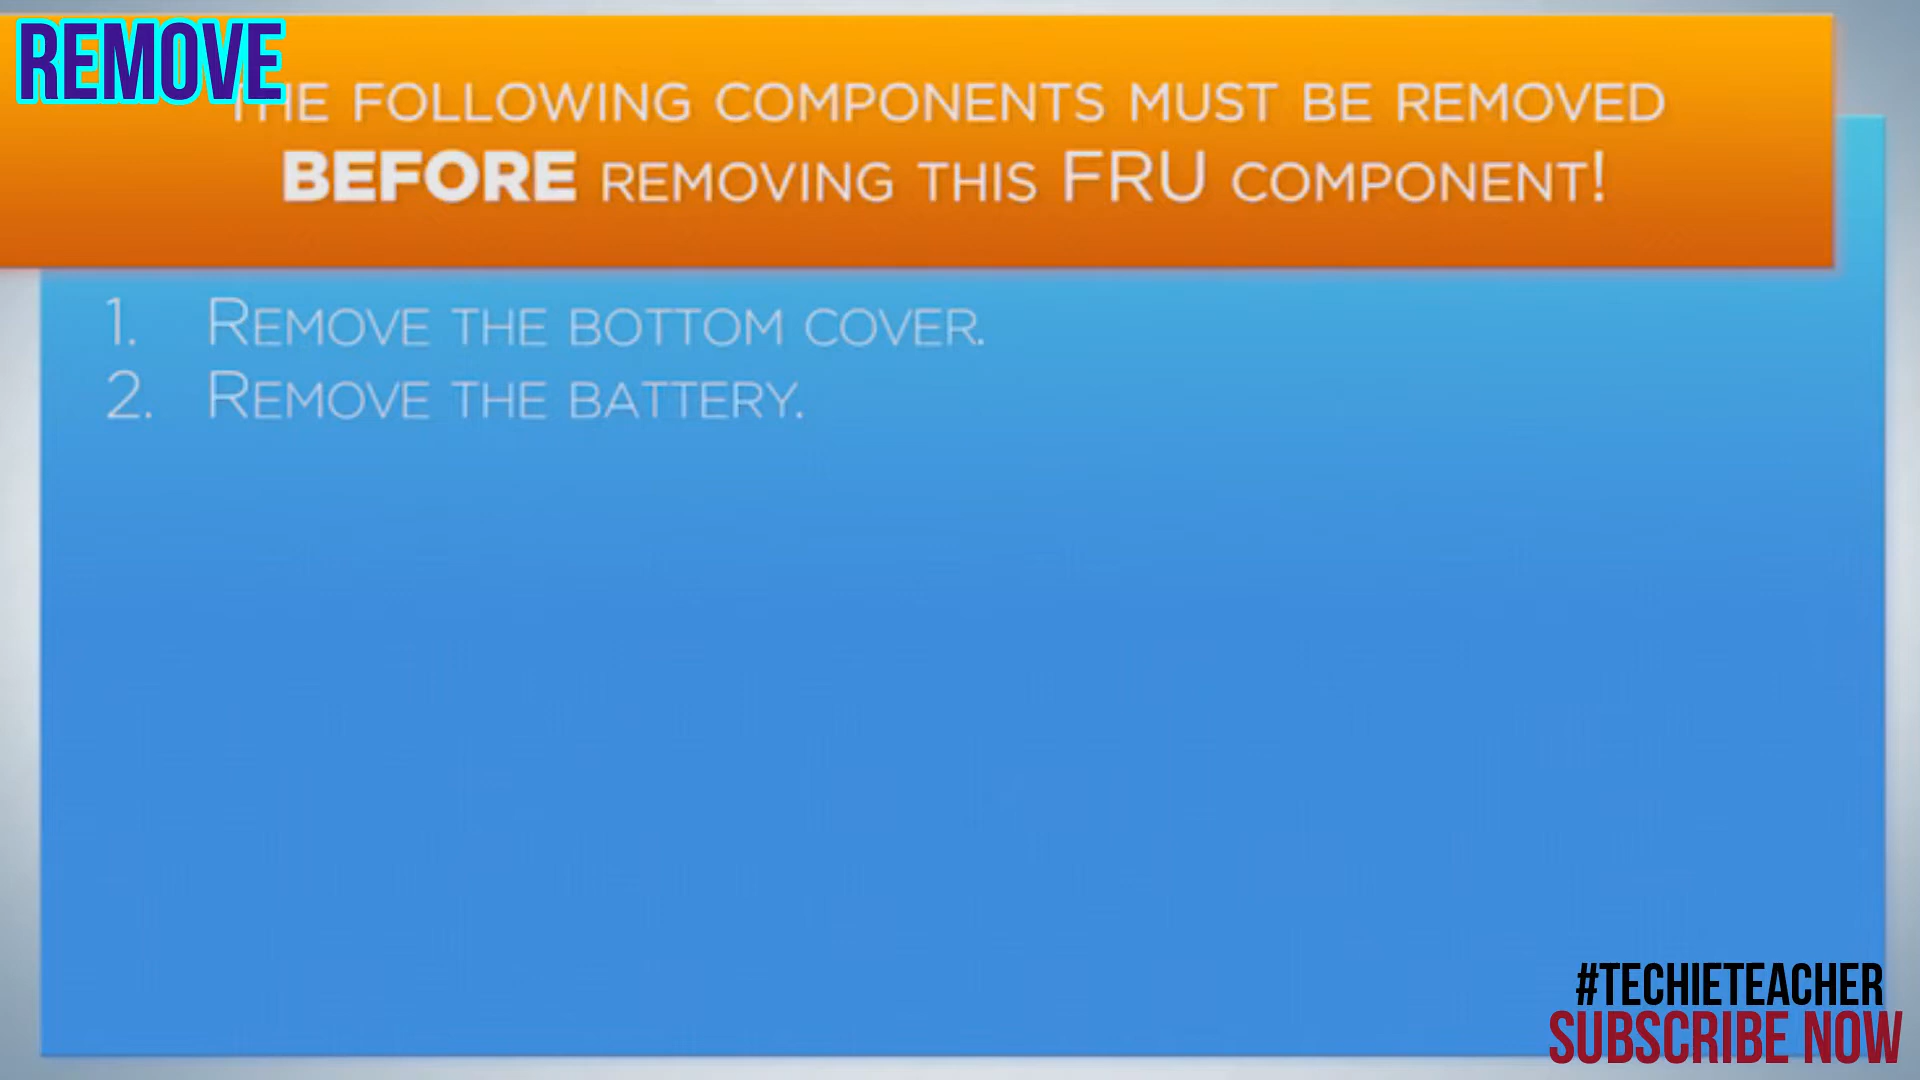 REMOVE
THE FOLLOWING COMPONENTS MUST BE REMOVED
BEFORE REMOVING THIS FRU COMPONENT!
1. REMOVE THE BOTTOM COVER.
2. REMOVE THE BATTERY.
#TECHIETEACHER
SUBSCRIBE NOW